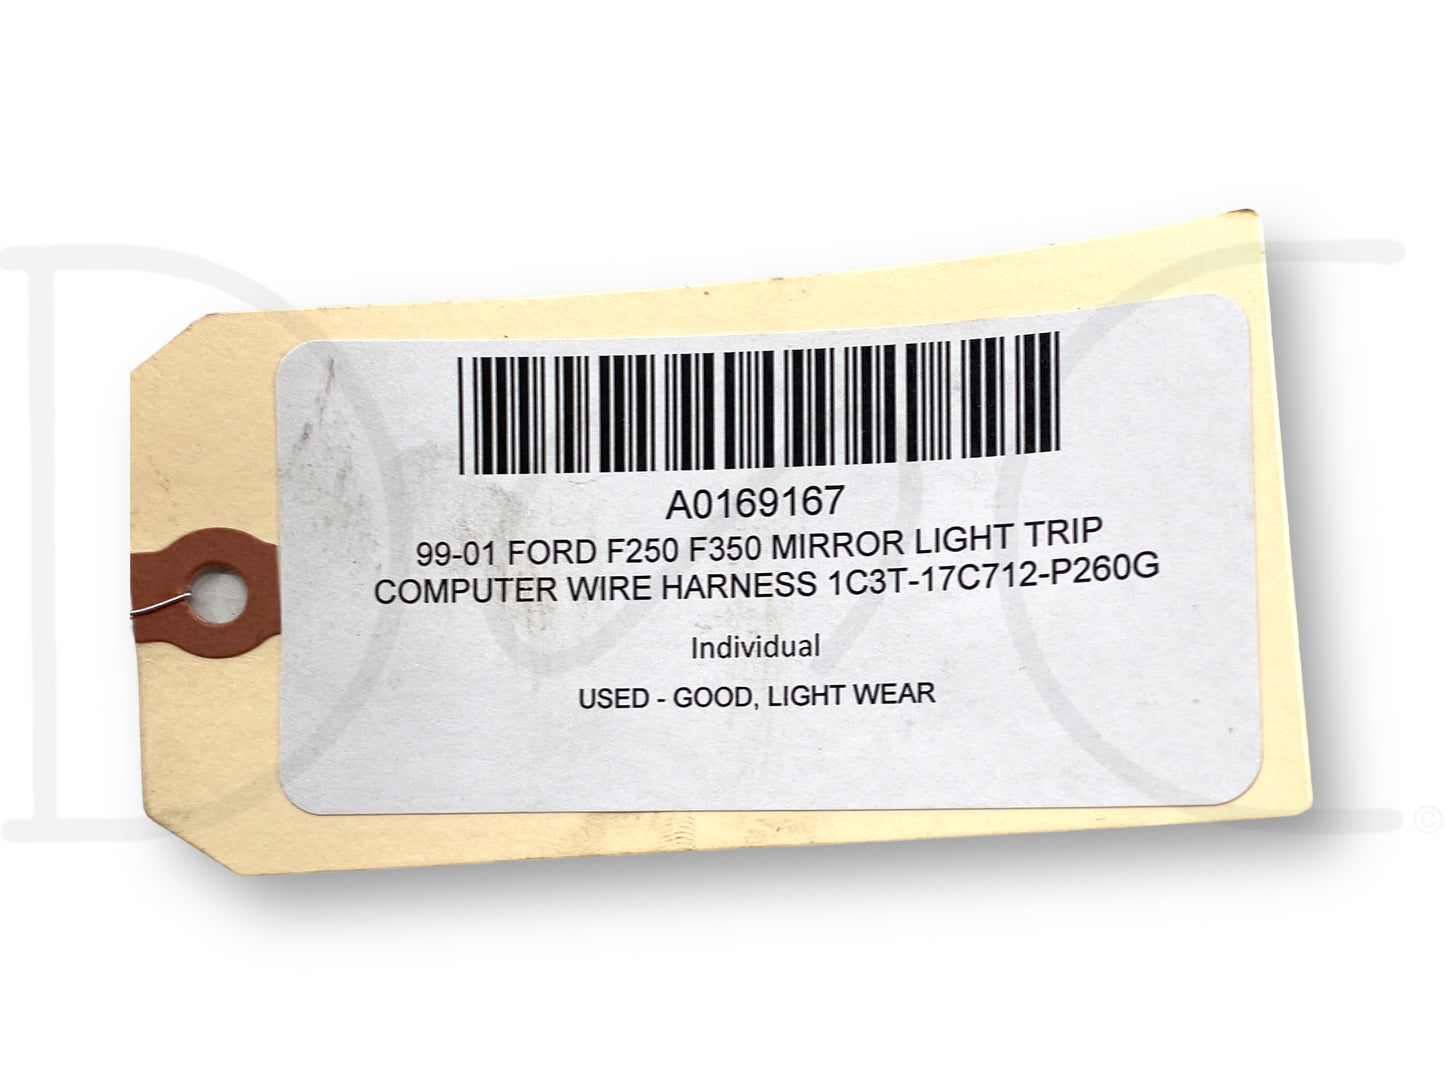 A0169167
99-01 FORD F250 F350 MIRROR LIGHT TRIP
COMPUTER WIRE HARNESS 1C3T-17C712-P260G
Individual
USED - GOOD, LIGHT WEAR
©